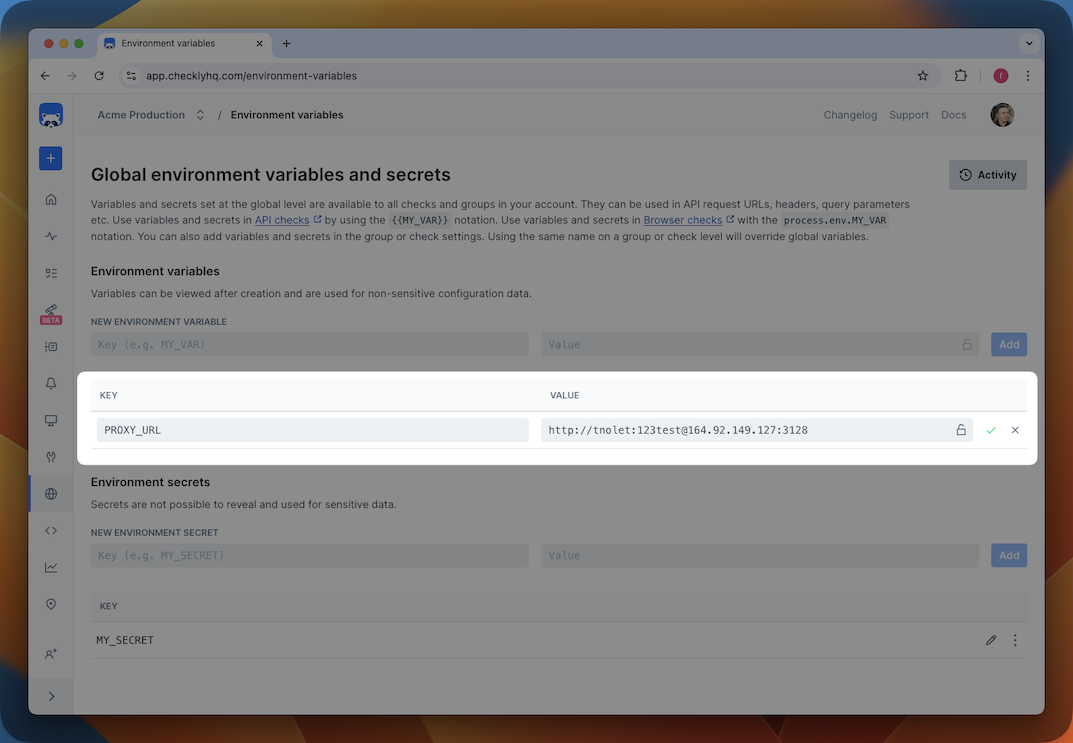 Environment variables
app.checklyhq.com/environment-variables
r
Acme Production / Environment variables
Changelog Support Docs
Global environment variables and secrets
Activity
Variables and secrets set at the global level are available to all checks and groups in your account. They can be used in API request URLs, headers, query parameters
etc. Use variables and secrets in API checks by using the {{MY_VAR}} notation. Use variables and secrets in Browser checks with the process.env.MY_VAR
notation. You can also add variables and secrets in the group or check settings. Using the same name on a group or check level will override global variables.
Environment variables
Variables can be viewed after creation and are used for non-sensitive configuration data.
NEW ENVIRONMENT VARIABLE
BETA
Key (e.g. MY_VAR) Value Add
KEY VALUE
PROXY_URL http://tnolet:123test@164.92.149.127:3128
Environment secrets
Secrets are not possible to reveal and used for sensitive data.
NEW ENVIRONMENT SECRET
Key (e.g. MY_SECRET) Value Add
KEY
MY_SECRET